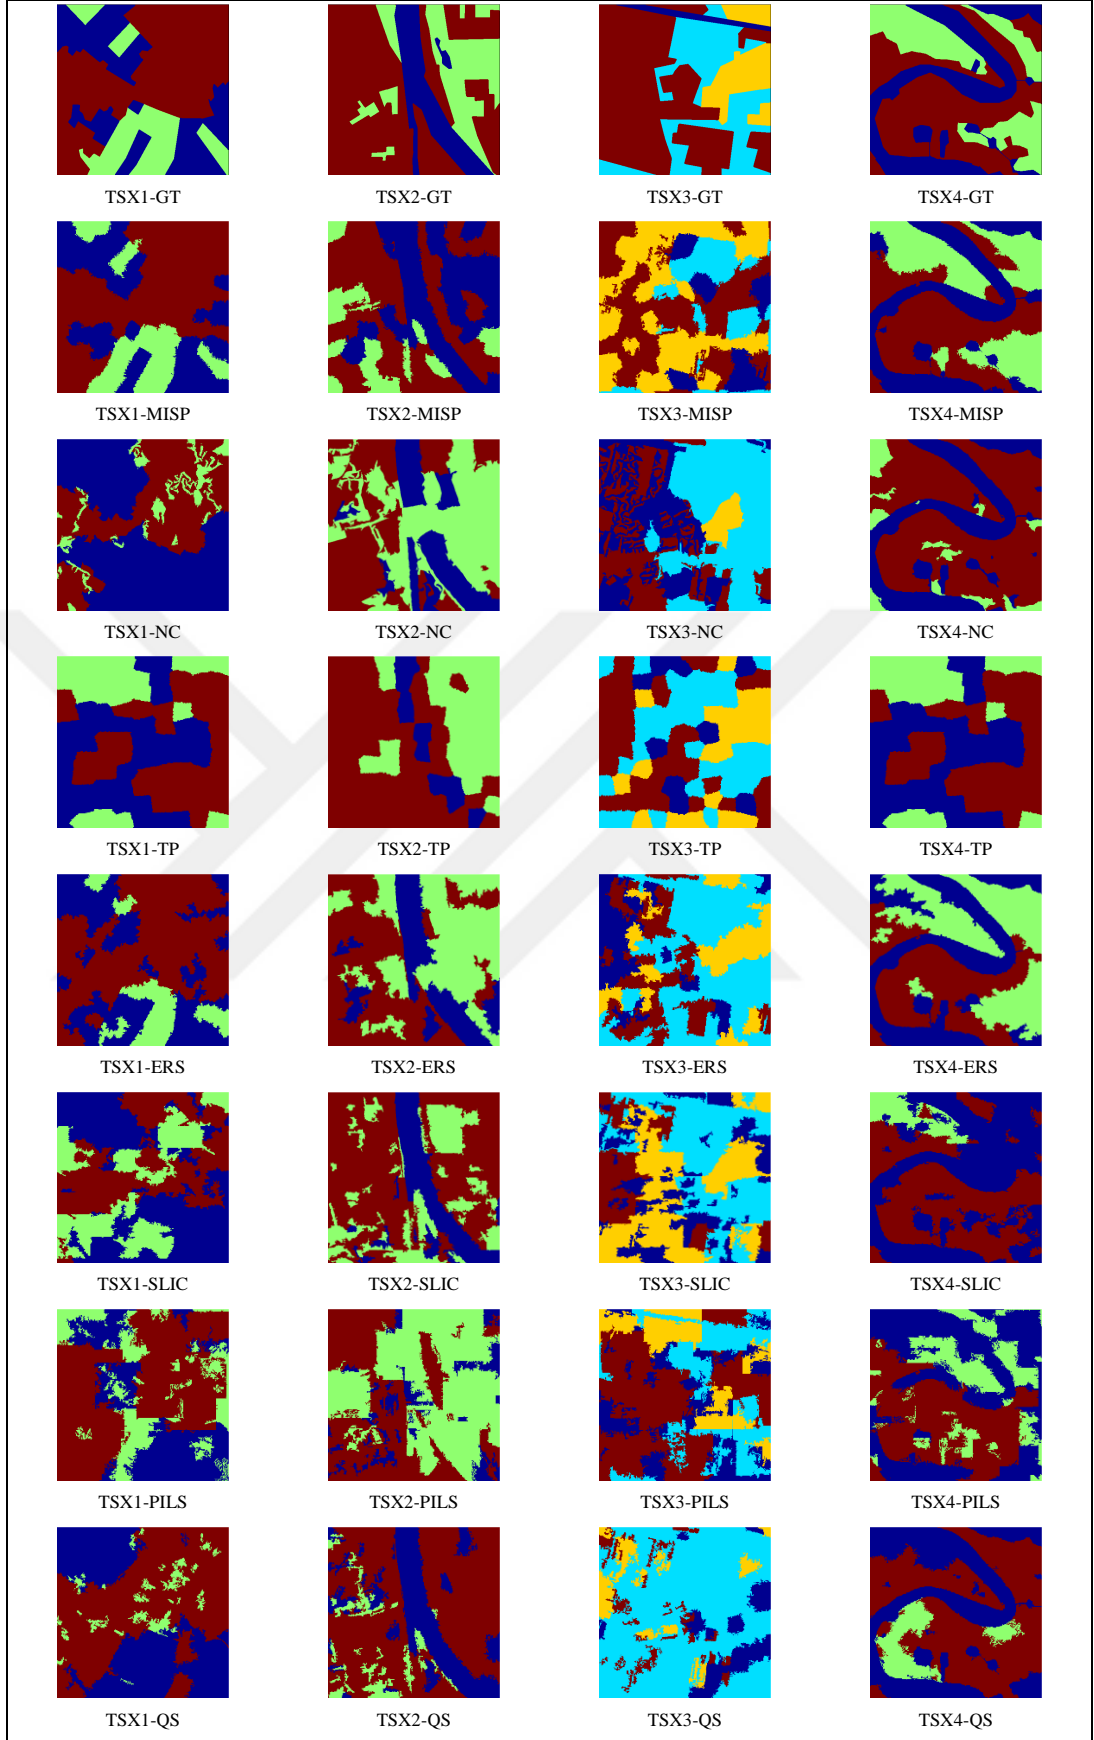 TSX1-GT TSX2-GT TSX3-GT TSX4-GT
TSX1-MISP TSX2-MISP TSX3-MISP TSX4-MISP
TSX1-NC TSX2-NC TSX3-NC TSX4-NC
TSX1-TP TSX2-TP TSX3-TP TSX4-TP
TSX1-ERS TSX2-ERS TSX3-ERS TSX4-ERS
TSX1-SLIC TSX2-SLIC TSX3-SLIC TSX4-SLIC
TSX1-PILS TSX2-PILS TSX3-PILS TSX4-PILS
TSX1-QS TSX2-QS TSX3-QS TSX4-QS